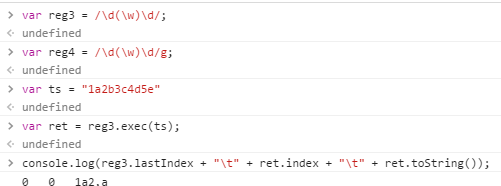 > var reg3 = /\d(\w)\d/;
<· undefined
> var reg4 = /\d(\w)\d/g;
<· undefined
> var ts = "1a2b3c4d5e"
<· undefined
> var ret = reg3.exec(ts);
<· undefined
> console.log(reg3.lastIndex + "\t" + ret.index + "\t" + ret.toString());
0 0 1a2.a